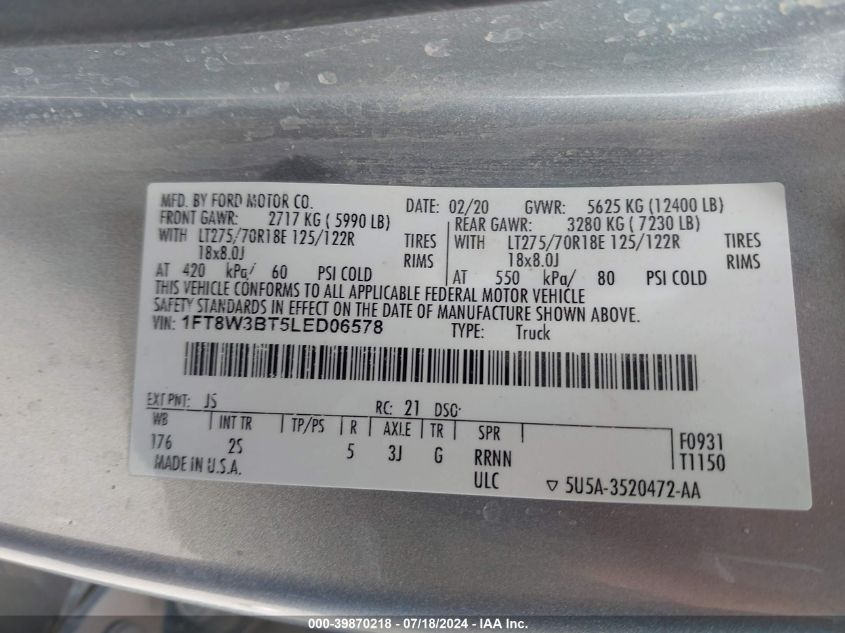 MFD. BY FORD MOTOR CO. DATE: 02/20 GVWR: 5625 KG (12400 LB)
FRONT GAWR: 2717 KG ( 5990 LB) REAR GAWR: 3280 KG ( 7230 LB)
WITH LT275/70R18E 125/122R TIRES WITH LT275/70R18E 125/122R TIRES
18x8.0J RIMS 18x8.0J RIMS
AT 420 kPa/ 60 PSI COLD AT 550 kPa/ 80 PSI COLD
THIS VEHICLE CONFORMS TO ALL APPLICABLE FEDERAL MOTOR VEHICLE
SAFETY STANDARDS IN EFFECT ON THE DATE OF MANUFACTURE SHOWN ABOVE.
VIN: 1FT8W3BT5LED06578 TYPE: Truck
EXT PNT: JS RC: 21 DSO:
WB INT TR TP/PS R AXLE TR SPR F0931
176 2S 5 3J G RRNN T1150
MADE IN U.S.A. ULC ▽ 5U5A-3520472-AA
000-39870218 - 07/18/2024 - IAA Inc.